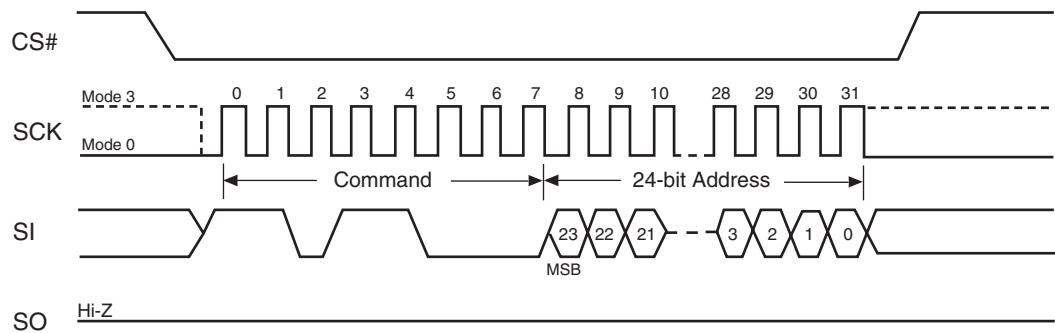 CS#
Mode 3
0 1 2 3 4 5 6 7 8 9 10 28 29 30 31
SCK
Mode 0
Command 24-bit Address
SI
23 22 21 3 2 1 0
MSB
Hi-Z
SO